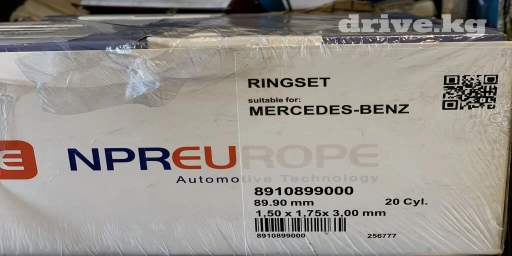 drive.kg
RINGSET
suitable for:
MERCEDES-BENZ
E NPREUROPE
Automotive Technology
8910899000
89.90 mm 20 Cyl.
1,50 x 1,75x 3,00 mm
8910899000 256777